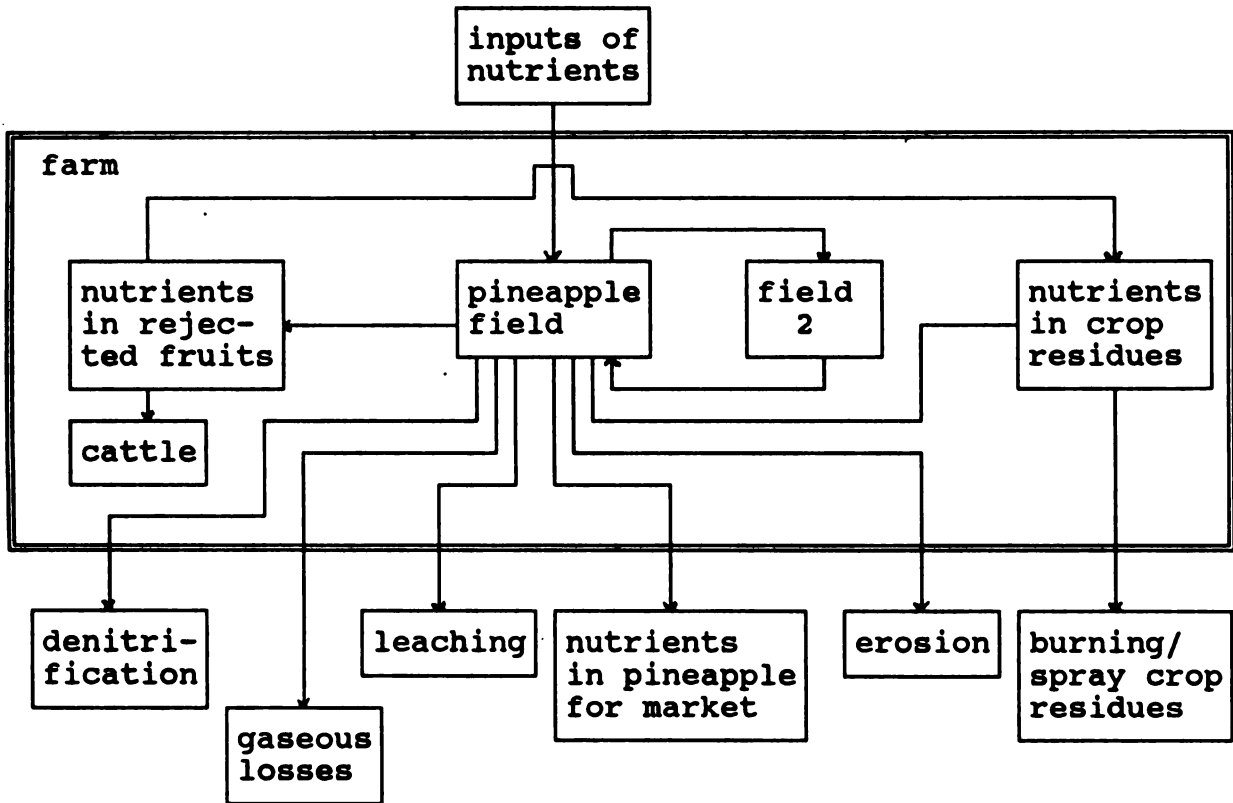 inputs of
nutrients
farm
nutrients
in rejec-
ted fruits
pineapple
field
field
2
nutrients
in crop
residues
cattle
denitri-
fication
gaseous
losses
leaching
nutrients
in pineapple
for market
erosion
burning/
spray crop
residues